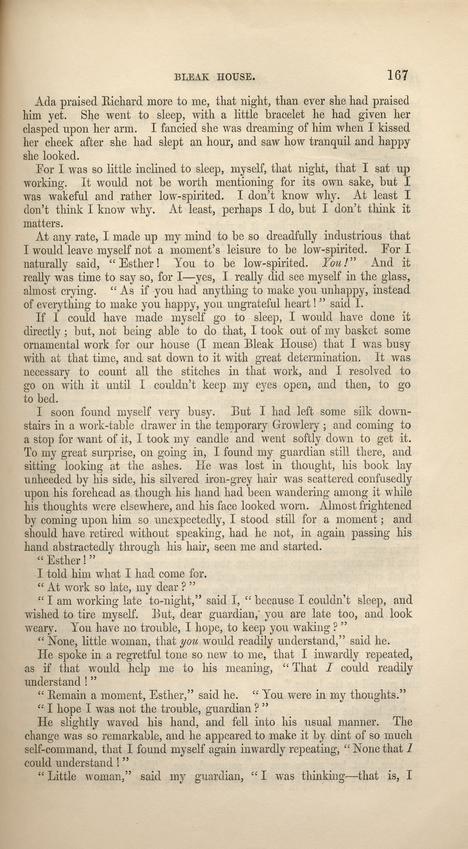 BLEAK HOUSE. 167
Ada praised Richard more to me, that night, than ever she had praised
him yet. She went to sleep, with a little bracelet he had given her
clasped upon her arm. I fancied she was dreaming of him when I kissed
her cheek after she had slept an hour, and saw how tranquil and happy
she looked.
For I was so little inclined to sleep, myself, that night, that I sat up
working. It would not be worth mentioning for its own sake, but I
was wakeful and rather low-spirited. I don't know why. At least I
don't think I know why. At least, perhaps I do, but I don't think it
matters.
At any rate, I made up my mind to be so dreadfully industrious that
I would leave myself not a moment's leisure to be low-spirited. For I
naturally said, "Esther! You to be low-spirited. You!" And it
really was time to say so, for I—yes, I really did see myself in the glass,
almost crying. "As if you had anything to make you unhappy, instead
of everything to make you happy, you ungrateful heart!" said I.
If I could have made myself go to sleep, I would have done it
directly; but, not being able to do that, I took out of my basket some
ornamental work for our house (I mean Bleak House) that I was busy
with at that time, and sat down to it with great determination. It was
necessary to count all the stitches in that work, and I resolved to
go on with it until I couldn't keep my eyes open, and then, to go
to bed.
I soon found myself very busy. But I had left some silk down-
stairs in a work-table drawer in the temporary Growlery; and coming to
a stop for want of it, I took my candle and went softly down to get it.
To my great surprise, on going in, I found my guardian still there, and
sitting looking at the ashes. He was lost in thought, his book lay
unheeded by his side, his silvered iron-grey hair was scattered confusedly
upon his forehead as though his hand had been wandering among it while
his thoughts were elsewhere, and his face looked worn. Almost frightened
by coming upon him so unexpectedly, I stood still for a moment; and
should have retired without speaking, had he not, in again passing his
hand abstractedly through his hair, seen me and started.
"Esther!"
I told him what I had come for.
"At work so late, my dear?"
"I am working late to-night," said I, "because I couldn't sleep, and
wished to tire myself. But, dear guardian, you are late too, and look
weary. You have no trouble, I hope, to keep you waking?"
"None, little woman, that you would readily understand," said he.
He spoke in a regretful tone so new to me, that I inwardly repeated,
as if that would help me to his meaning, "That I could readily
understand!"
"Remain a moment, Esther," said he. "You were in my thoughts."
"I hope I was not the trouble, guardian?"
He slightly waved his hand, and fell into his usual manner. The
change was so remarkable, and he appeared to make it by dint of so much
self-command, that I found myself again inwardly repeating, "None that I
could understand!"
"Little woman," said my guardian, "I was thinking—that is, I